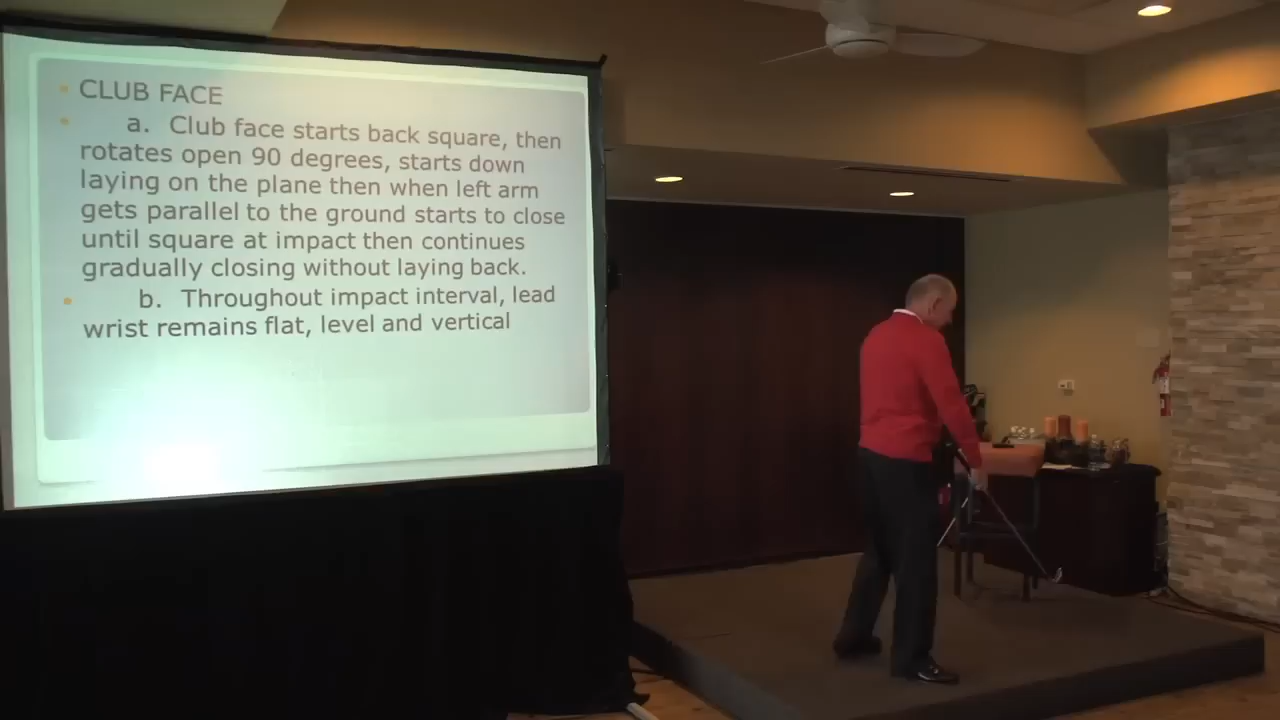 CLUB FACE
a. Club face starts back square, then
rotates open 90 degrees, starts down
laying on the plane then when left arm
gets parallel to the ground starts to close
until square at impact then continues
gradually closing without laying back.
b. Throughout impact interval, lead
wrist remains flat, level and vertical